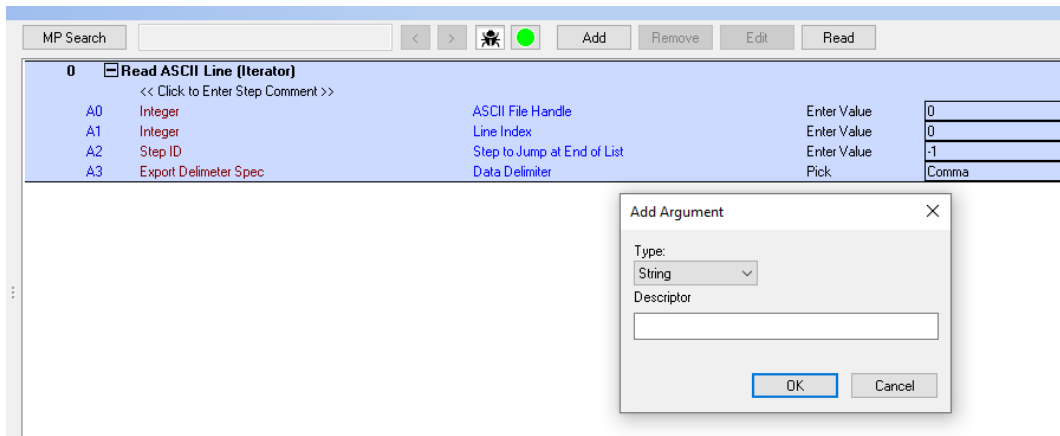 MP Search < > Add Remove Edit Read
0 Read ASCII Line (Iterator)
<< Click to Enter Step Comment >>
A0 Integer ASCII File Handle Enter Value 0
A1 Integer Line Index Enter Value 0
A2 Step ID Step to Jump at End of List Enter Value -1
A3 Export Delimeter Spec Data Delimiter Pick Comma
Add Argument
Type:
String
Descriptor
OK Cancel